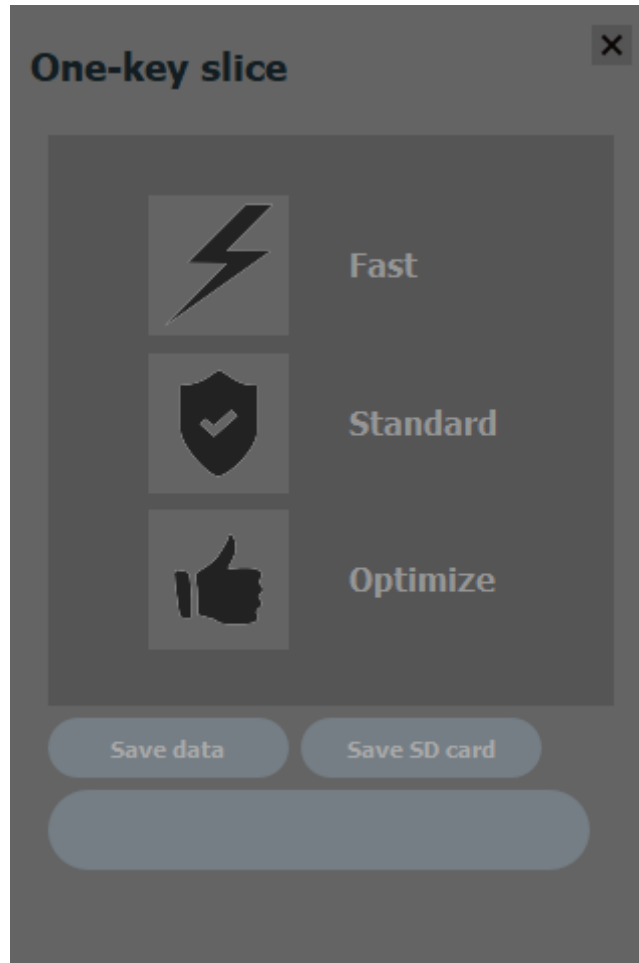 One-key slice
Fast
Standard
Optimize
Save data
Save SD card